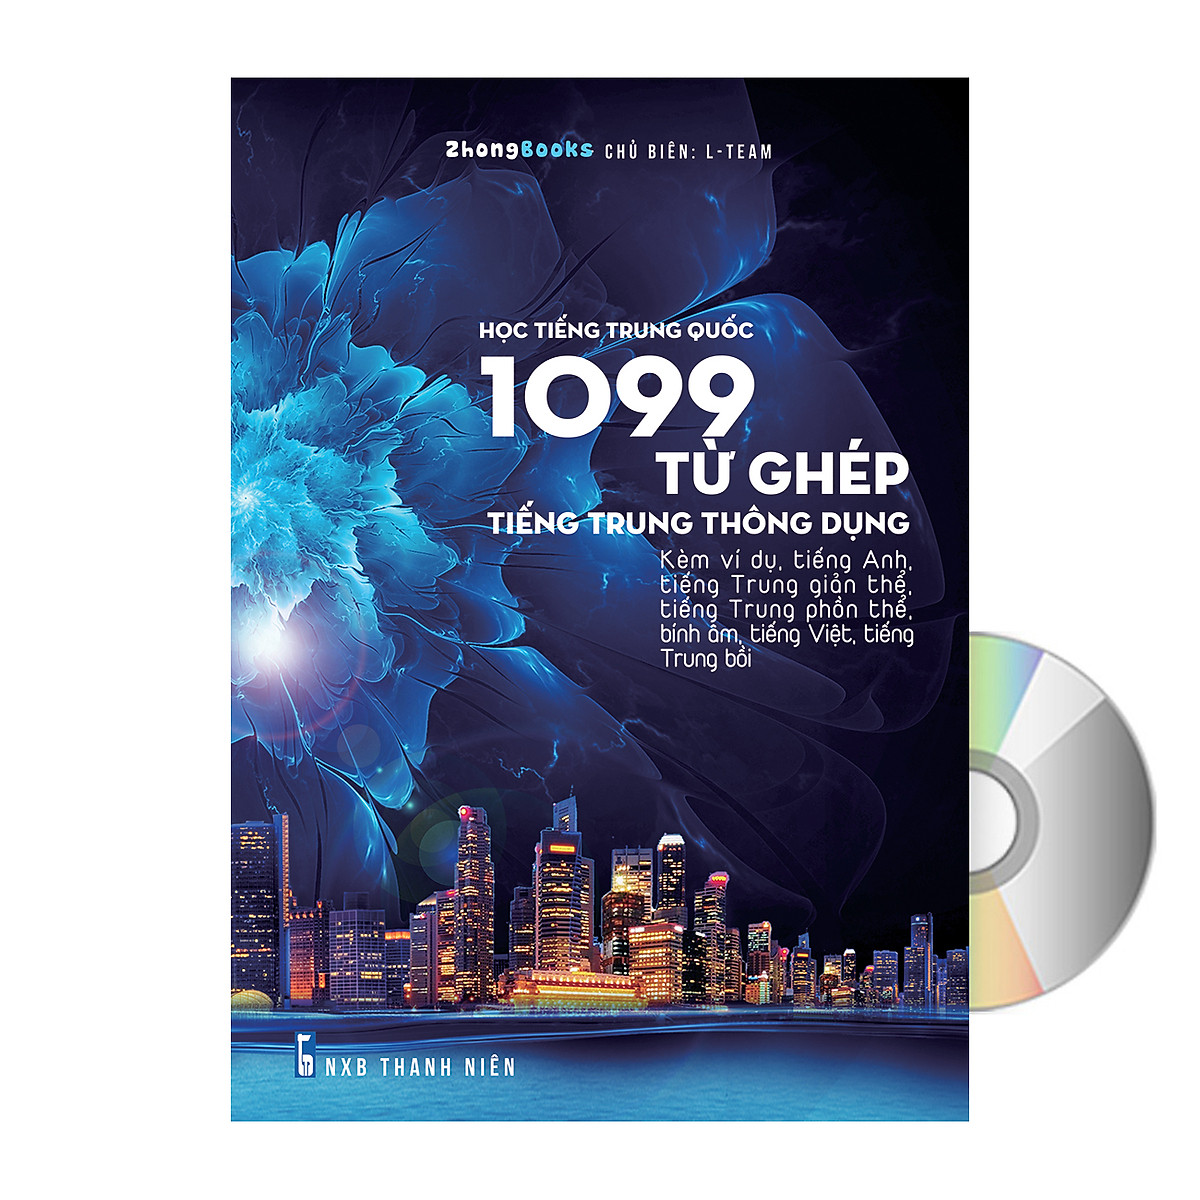 ZhongBooks CHỦ BIÊN: L-TEAM
HỌC TIẾNG TRUNG QUỐC
1099
TỪ GHÉP
TIẾNG TRUNG THÔNG DỤNG
Kèm ví dụ, tiếng Anh,
tiếng Trung giản thể,
tiếng Trung phồn thể,
bính âm, tiếng Việt, tiếng
Trung bồi
NXB THANH NIÊN